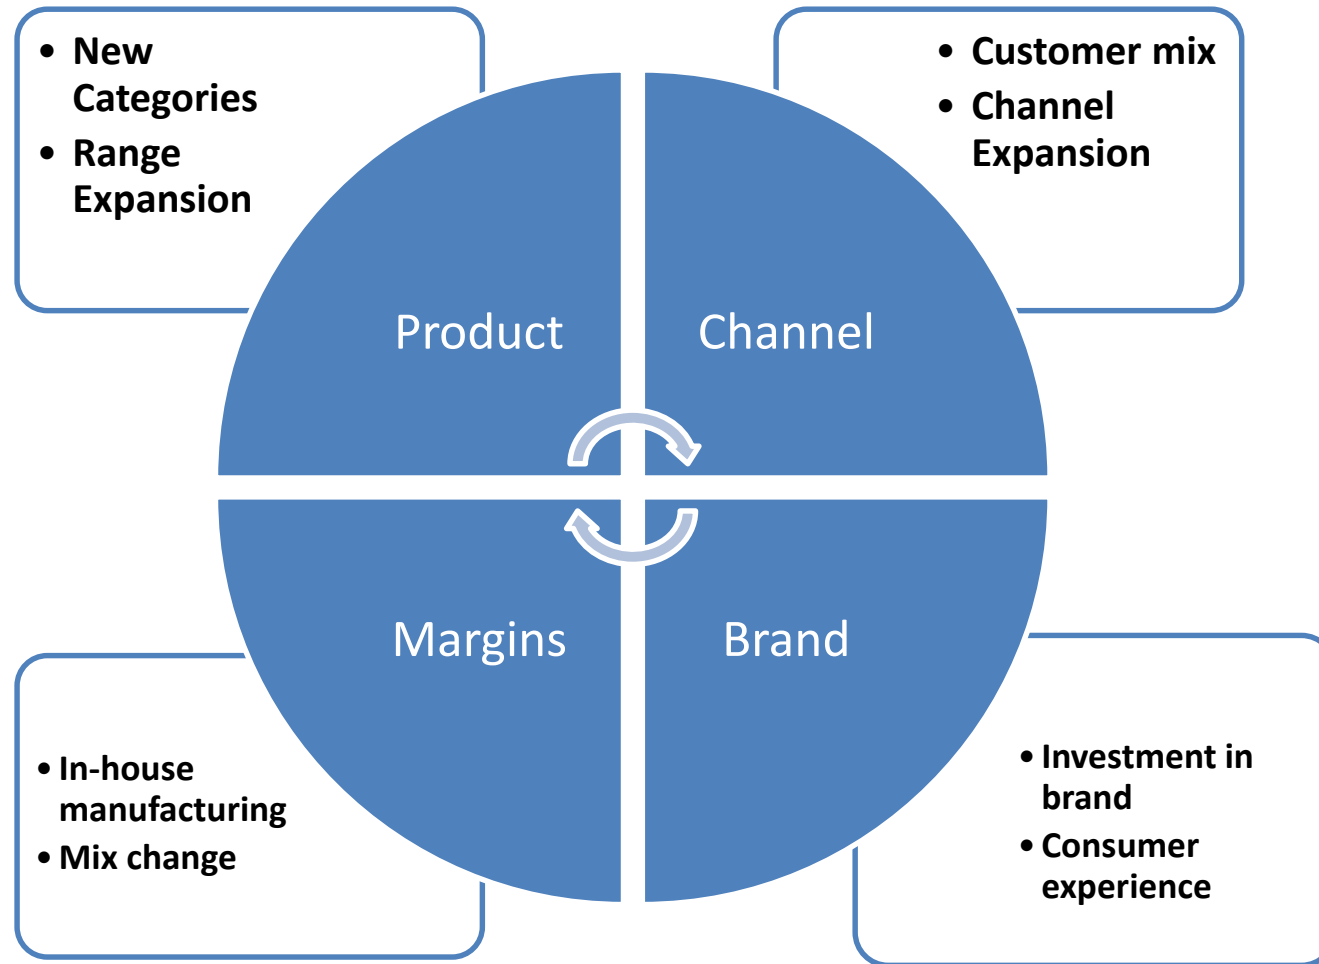 • New
Categories
• Range
Expansion
• Customer mix
• Channel
Expansion
Product
Channel
Margins
Brand
• In-house
manufacturing
• Mix change
• Investment in
brand
• Consumer
experience